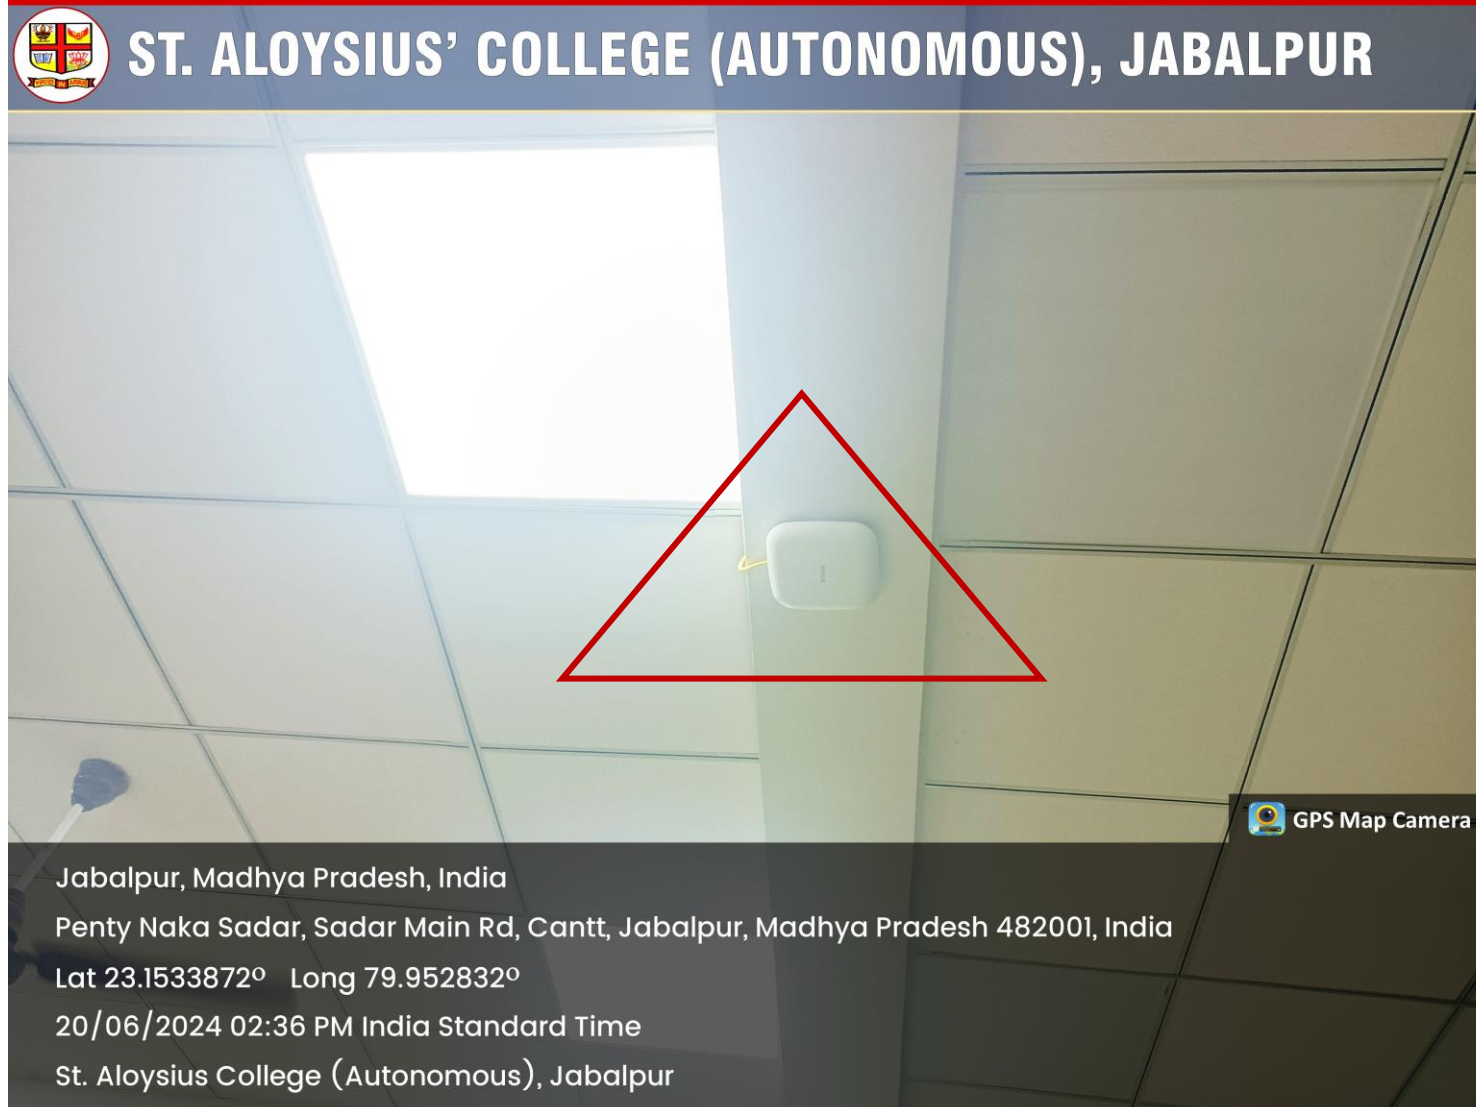 ST. ALOYSIUS’ COLLEGE (AUTONOMOUS), JABALPUR
GPS Map Camera
Jabalpur, Madhya Pradesh, India
Penty Naka Sadar, Sadar Main Rd, Cantt, Jabalpur, Madhya Pradesh 482001, India
Lat 23.1533872° Long 79.952832°
20/06/2024 02:36 PM India Standard Time
St. Aloysius College (Autonomous), Jabalpur